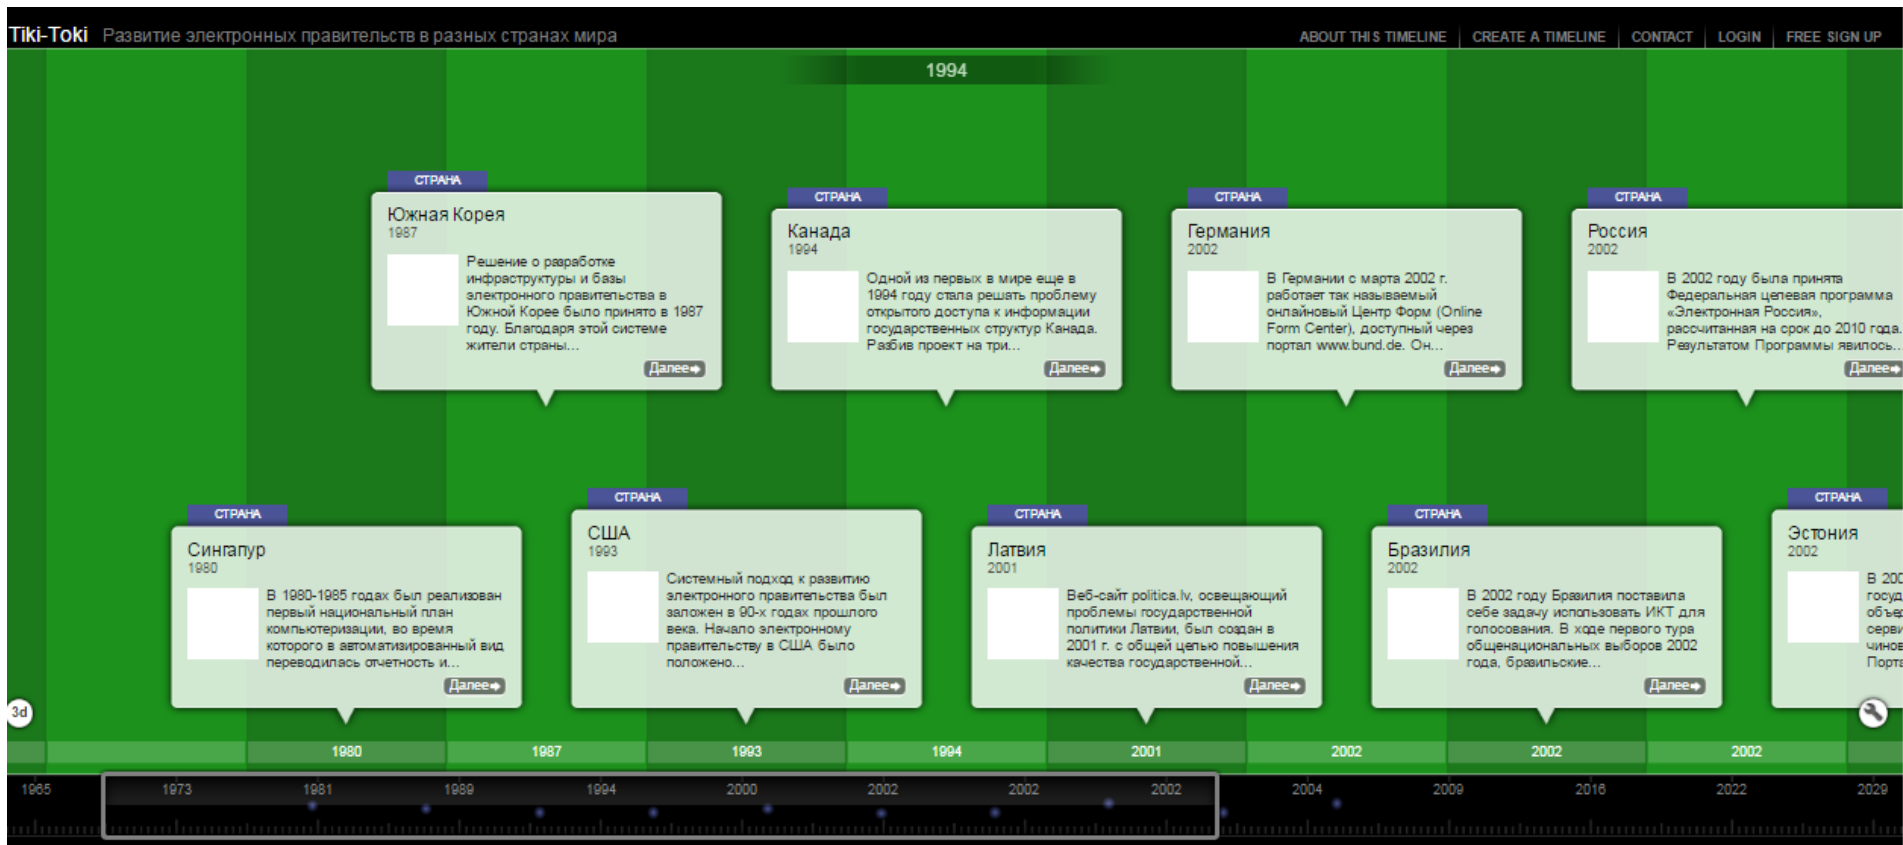 Tiki-Toki Развитие электронных правительств в разных странах мира
ABOUT THIS TIMELINE CREATE A TIMELINE CONTACT LOGIN FREE SIGN UP
1994
СТРАНА
Южная Корея
1987
Решение о разработке
инфраструктуры и базы
электронного правительства в
Южной Корее было принято в 1987
году. Благодаря этой системе
жители страны...
Далее
СТРАНА
Канада
1994
Одной из первых в мире еще в
1994 году стала решать проблему
открытого доступа к информации
государственных структур Канада.
Разбив проект на три...
Далее
СТРАНА
Германия
2002
В Германии с марта 2002 г.
работает так называемый
онлайновый Центр Форм (Online
Form Center), доступный через
портал www.bund.de. Он...
Далее
СТРАНА
Россия
2002
В 2002 году была принята
Федеральная целевая программа
«Электронная Россия»,
рассчитанная на срок до 2010 года.
Результатом Программы явилось...
Далее
СТРАНА
Сингапур
1980
В 1980-1985 годах был реализован
первый национальный план
компьютеризации, во время
которого в автоматизированный вид
переводилась отчетность и...
Далее
СТРАНА
США
1993
Системный подход к развитию
электронного правительства был
заложен в 90-х годах прошлого
века. Начало электронному
правительству в США было
положено...
Далее
СТРАНА
Латвия
2001
Веб-сайт politica.lv, освещающий
проблемы государственной
политики Латвии, был создан в
2001 г. с общей целью повышения
качества государственной...
Далее
СТРАНА
Бразилия
2002
В 2002 году Бразилия поставила
себе задачу использовать ИКТ для
голосования. В ходе первого тура
общенациональных выборов 2002
года, бразильские...
Далее
СТРАНА
Эстония
2002
В 200
госуд
объед
серви
чинов
Порта
3d
1980 1987 1993 1994 2001 2002 2002 2002
1965 1973 1981 1989 1994 2000 2002 2002 2002 2004 2009 2016 2022 2029